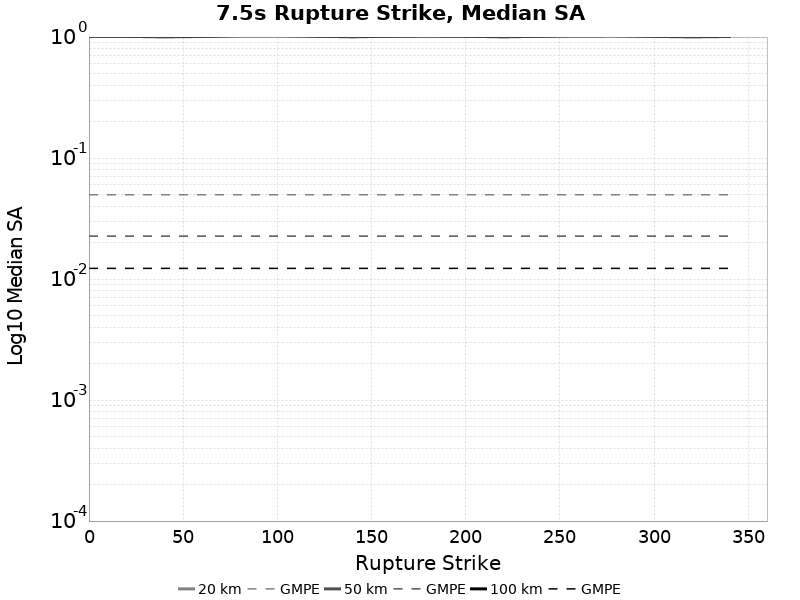 7.5s Rupture Strike, Median SA
10^0
10^-1
10^-2
10^-3
10^-4
Log10 Median SA
0 50 100 150 200 250 300 350
Rupture Strike
20 km GMPE 50 km GMPE 100 km GMPE